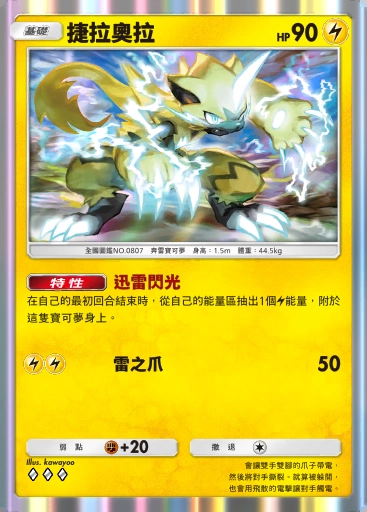 基礎 捷拉奧拉 HP 90
全國圖鑑NO.0807 奔雷寶可夢 身高：1.5m 體重：44.5kg
特性 迅雷閃光
在自己的最初回合結束時，從自己的能量區抽出1個能量，附於
這隻寶可夢身上。
雷之爪 50
弱點 +20 撤退
Illus. kawayoo
會讓雙手雙腳的爪子帶電，
然後將對手撕裂。就算被躲開，
也會用飛散的電擊讓對手觸電。